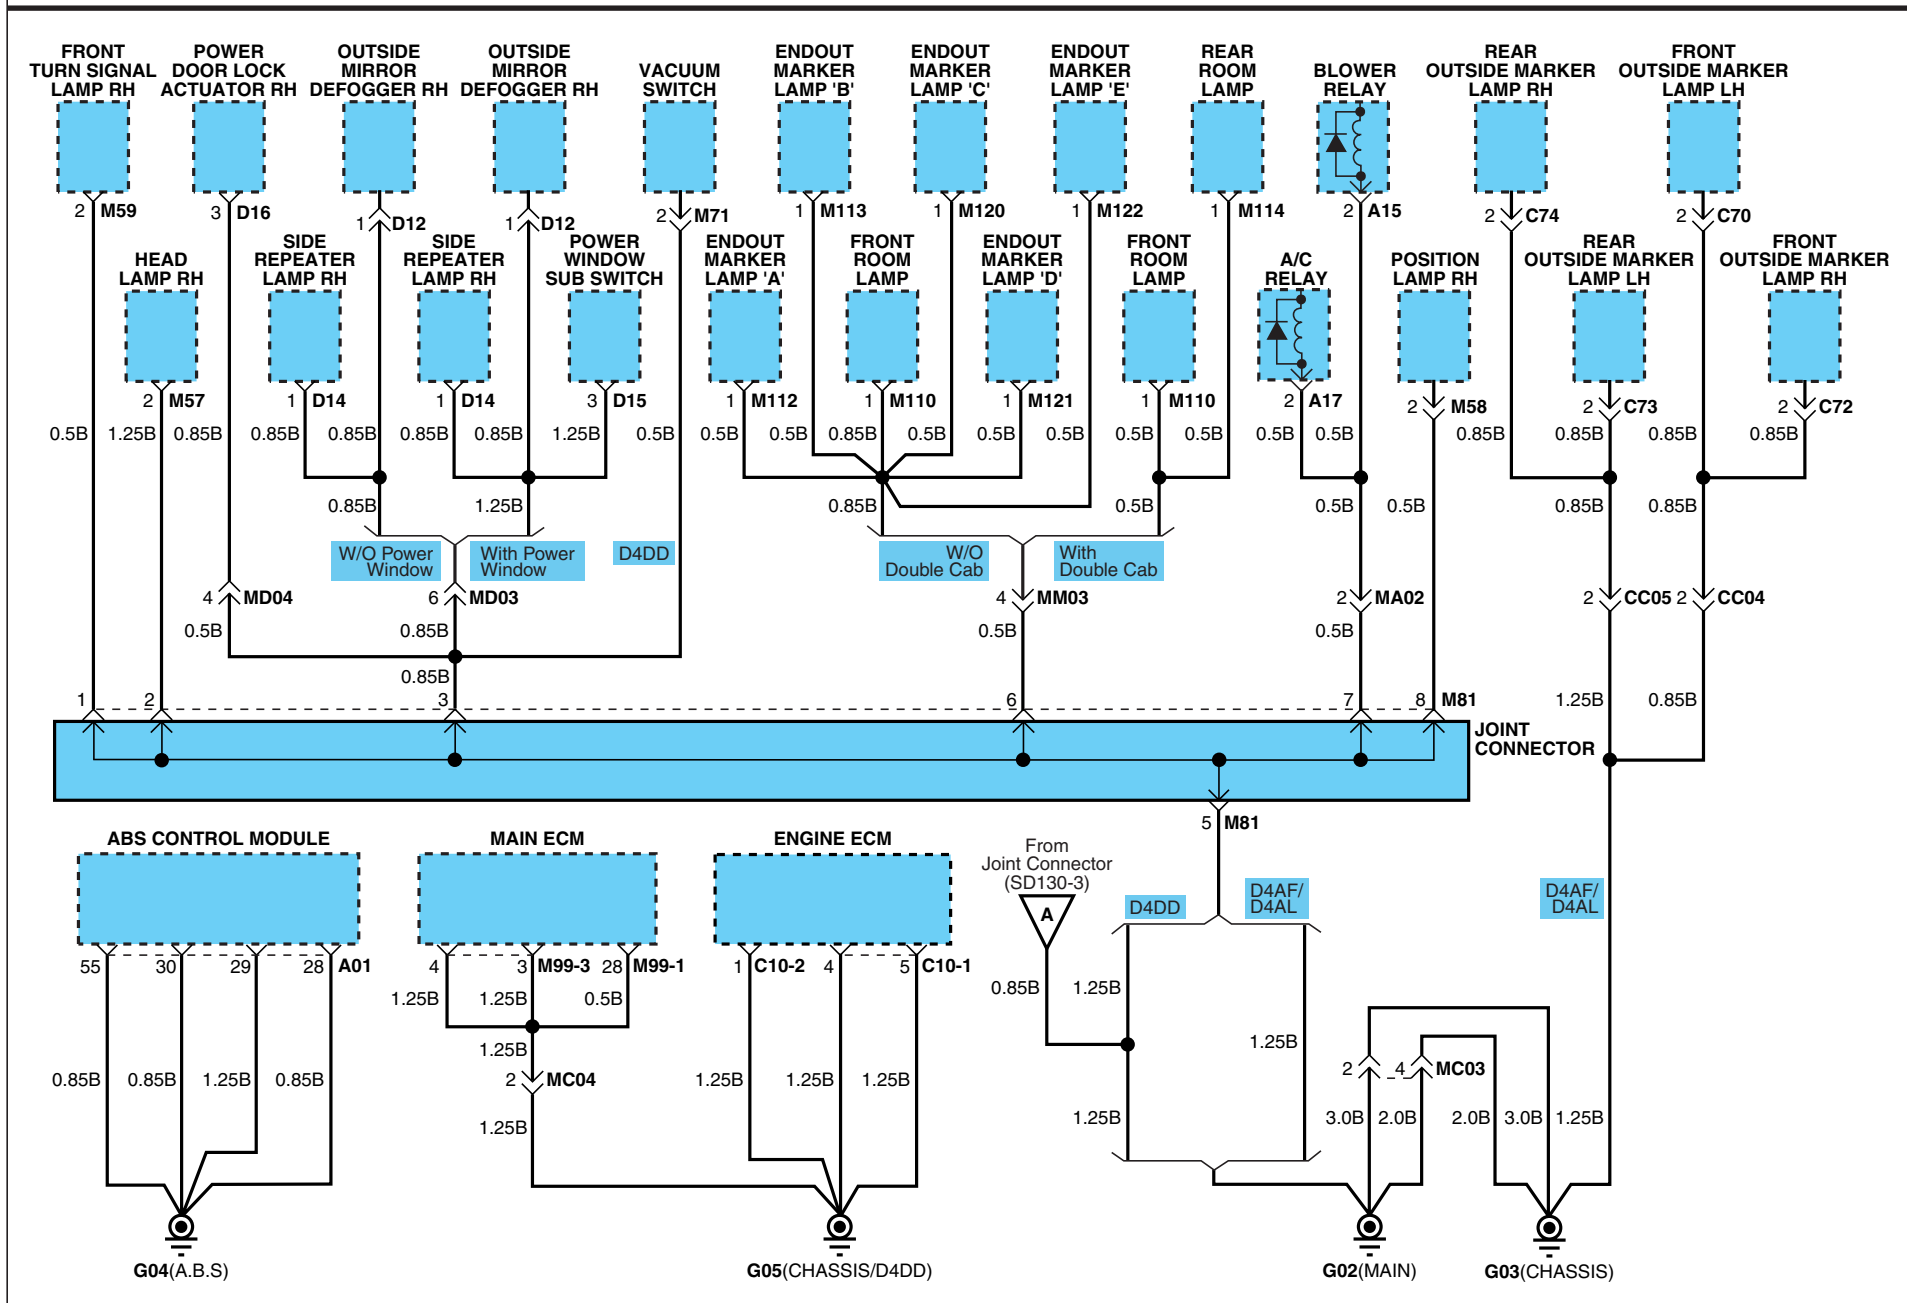 FRONT
TURN SIGNAL
LAMP RH
POWER
DOOR LOCK
ACTUATOR RH
OUTSIDE
MIRROR
DEFOGGER RH
OUTSIDE
MIRROR
DEFOGGER RH
VACUUM
SWITCH
ENDOUT
MARKER
LAMP 'B'
ENDOUT
MARKER
LAMP 'C'
ENDOUT
MARKER
LAMP 'E'
REAR
ROOM
LAMP
BLOWER
RELAY
REAR
OUTSIDE MARKER
LAMP RH
FRONT
OUTSIDE MARKER
LAMP LH
2 M59
3 D16
1 D12
1 D12
2 M71
1 M113
1 M120
1 M122
1 M114
2 A15
2 C74
2 C70
HEAD
LAMP RH
SIDE
REPEATER
LAMP RH
SIDE
REPEATER
LAMP RH
POWER
WINDOW
SUB SWITCH
ENDOUT
MARKER
LAMP 'A'
FRONT
ROOM
LAMP
ENDOUT
MARKER
LAMP 'D'
FRONT
ROOM
LAMP
A/C
RELAY
POSITION
LAMP RH
REAR
OUTSIDE MARKER
LAMP LH
FRONT
OUTSIDE MARKER
LAMP RH
2 M57
1 D14
1 D14
3 D15
1 M112
1 M110
1 M121
1 M110
2 A17
2 M58
2 C73
2 C72
0.5B 1.25B 0.85B 0.85B 0.85B 0.85B 0.85B 1.25B 0.5B 0.5B 0.5B 0.85B 0.5B 0.5B 0.5B 0.5B 0.5B 0.5B 0.5B 0.85B 0.85B 0.85B 0.85B
0.85B 1.25B 0.85B 0.5B 0.5B 0.5B 0.85B 0.85B
W/O Power
Window
With Power
Window
D4DD
W/O
Double Cab
With
Double Cab
4 MD04
6 MD03
4 MM03
2 MA02
2 CC05
2 CC04
0.5B 0.85B 0.5B 0.5B
0.85B
1 2 3 6 7 8 M81
1.25B 0.85B
JOINT
CONNECTOR
5 M81
ABS CONTROL MODULE
MAIN ECM
ENGINE ECM
From
Joint Connector
(SD130-3)
A
D4DD
D4AF/
D4AL
D4AF/
D4AL
55 30 29 28 A01
4 3 M99-3 28 M99-1
1 C10-2 4 5 C10-1
1.25B 1.25B 0.5B
0.85B 1.25B
1.25B
1.25B
2 MC04
2 4 MC03
0.85B 0.85B 1.25B 0.85B
1.25B 1.25B 1.25B
1.25B
1.25B
3.0B 2.0B 2.0B 3.0B 1.25B
G04(A.B.S)
G05(CHASSIS/D4DD)
G02(MAIN)
G03(CHASSIS)